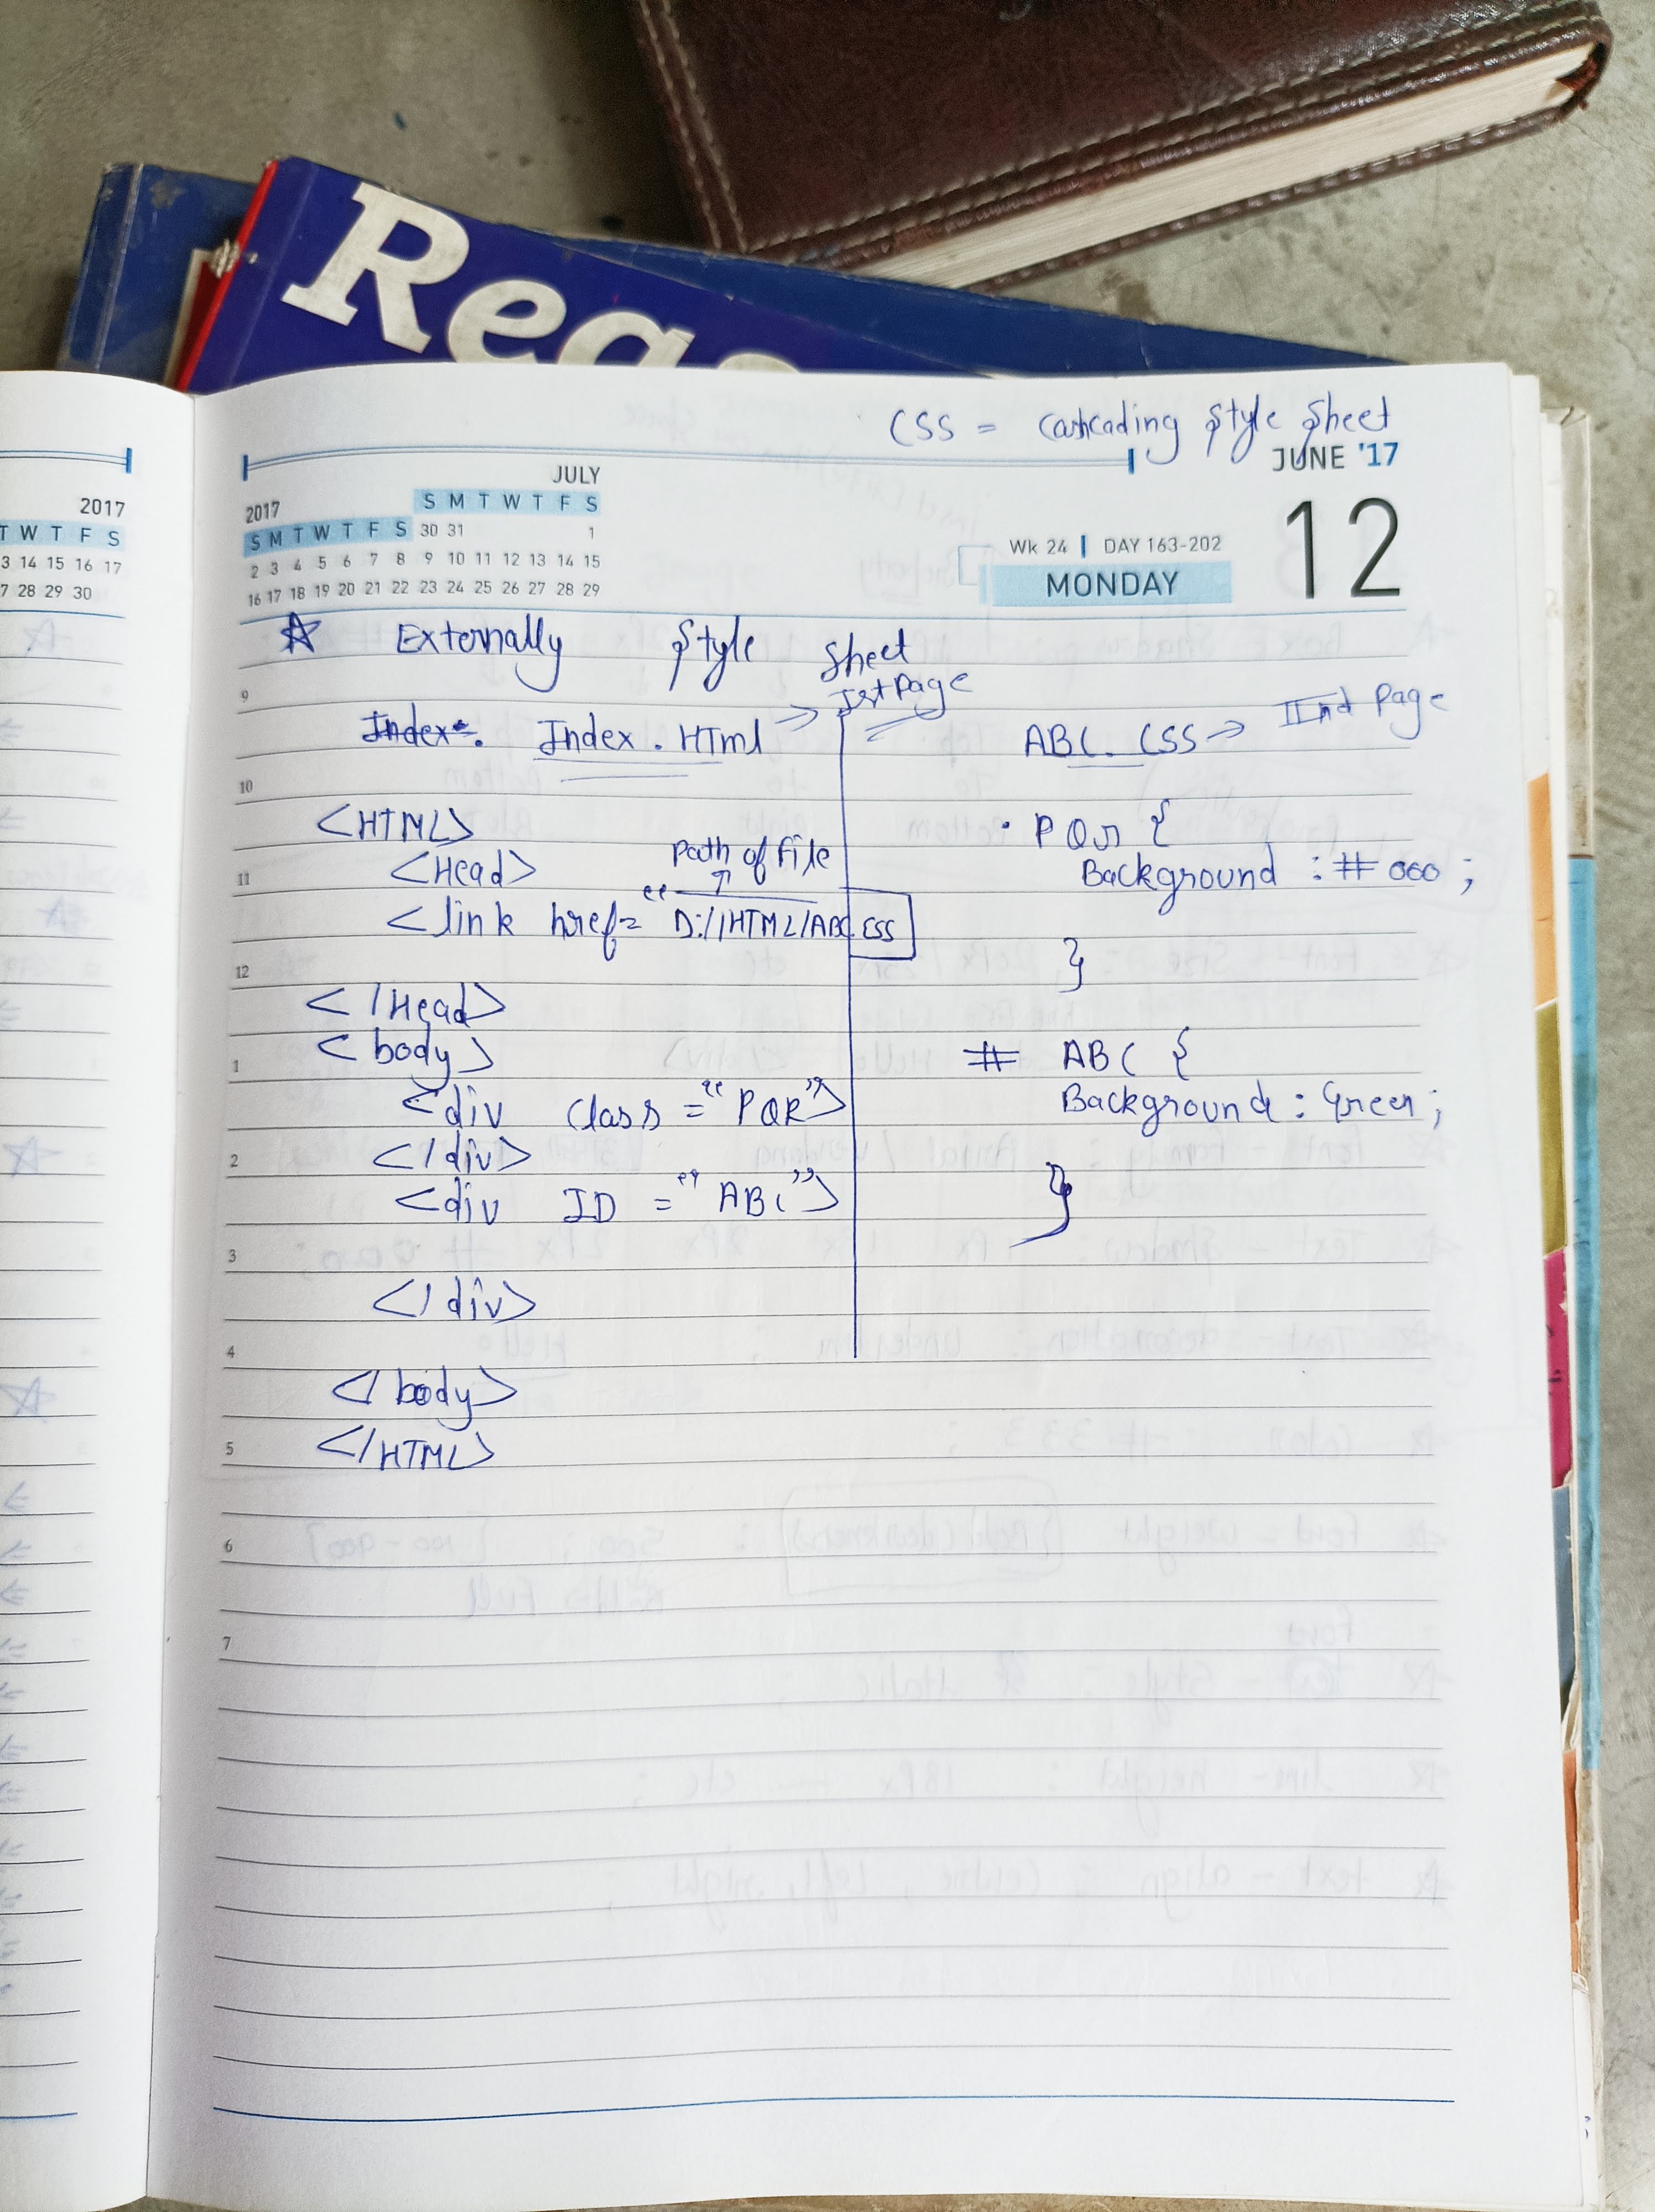 Reas
CSS = Cascading Style Sheet
JUNE '17
12
Wk 24 | DAY 163-202
MONDAY
JULY
2017
S M T W T F S
S M T W T F S 30 31 1
2 3 4 5 6 7 8 9 10 11 12 13 14 15
16 17 18 19 20 21 22 23 24 25 26 27 28 29
2017
T W T F S
3 14 15 16 17
7 28 29 30
Externally Style Sheet
Index. HTml → Ist Page
ABC. CSS → IInd Page
9
10
11
12
1
2
3
4
5
6
7
<HTML>
<Head>
Path of File
<link href= " D://HTML/ABC.CSS
</Head>
<body>
<div Class = "PQR">
</div>
<div ID = "ABC">
</div>
</body>
</HTML>
. PQr {
Background : # 000 ;
}
# ABC {
Background : Green ;
}